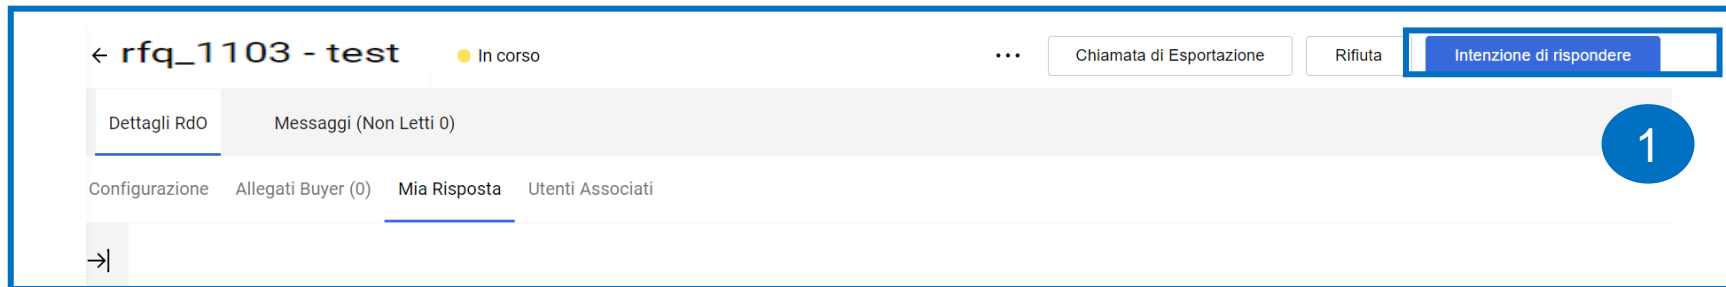 rfq_1103 - test In corso ... Chiamata di Esportazione Rifiuta Intenzione di rispondere
Dettagli RdO Messaggi (Non Letti 0)
1
Configurazione Allegati Buyer (0) Mia Risposta Utenti Associati